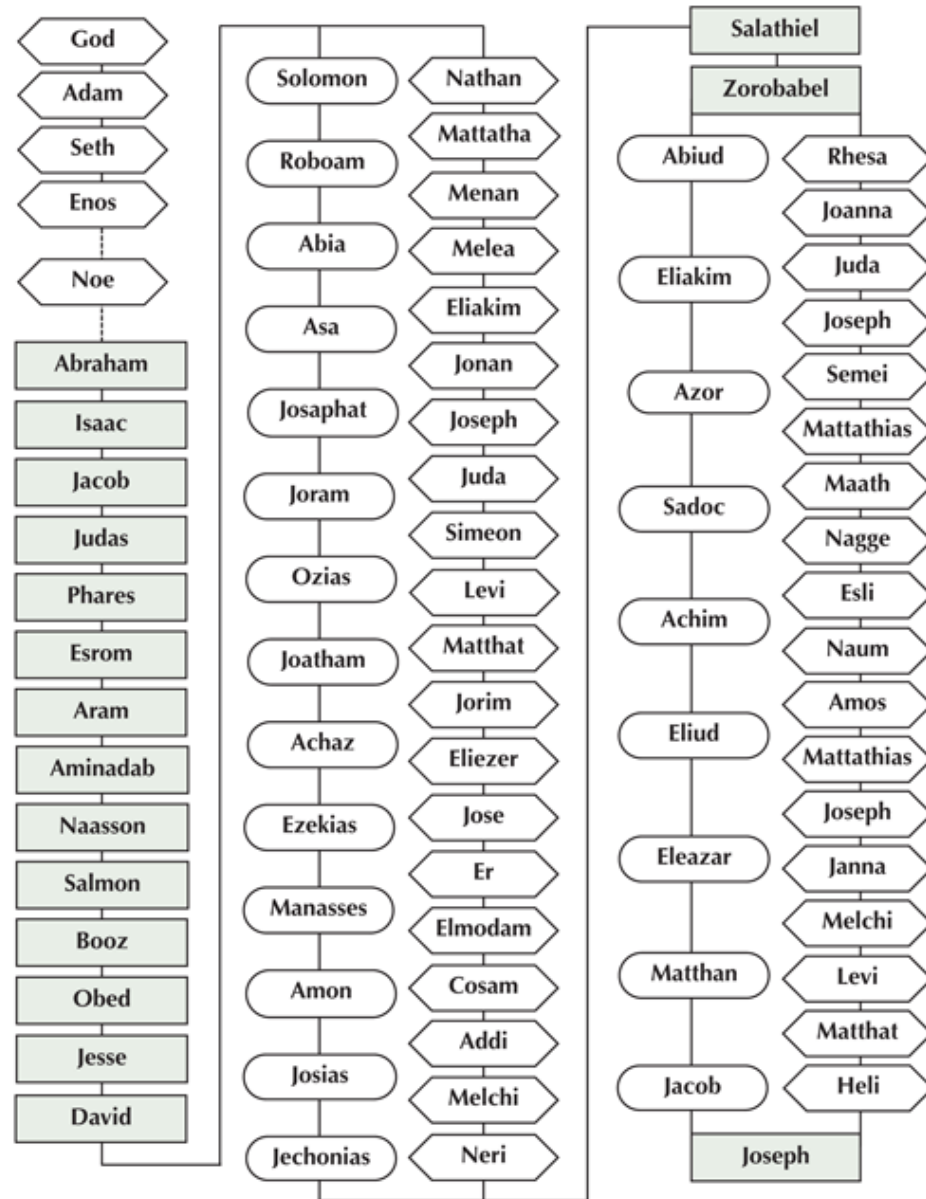 God
Adam
Seth
Enos
Noe
Abraham
Isaac
Jacob
Judas
Phares
Esrom
Aram
Aminadab
Naasson
Salmon
Booz
Obed
Jesse
David
Solomon
Roboam
Abia
Asa
Josaphat
Joram
Ozias
Joatham
Achaz
Ezekias
Manasses
Amon
Josias
Jechonias
Nathan
Mattatha
Menan
Melea
Eliakim
Jonan
Joseph
Juda
Simeon
Levi
Matthat
Jorim
Eliezer
Jose
Er
Elmodam
Cosam
Addi
Melchi
Neri
Salathiel
Zorobabel
Abiud
Eliakim
Azor
Sadoc
Achim
Eliud
Eleazar
Matthan
Jacob
Rhesa
Joanna
Juda
Joseph
Semei
Mattathias
Maath
Nagge
Esli
Naum
Amos
Mattathias
Joseph
Janna
Melchi
Levi
Matthat
Heli
Joseph